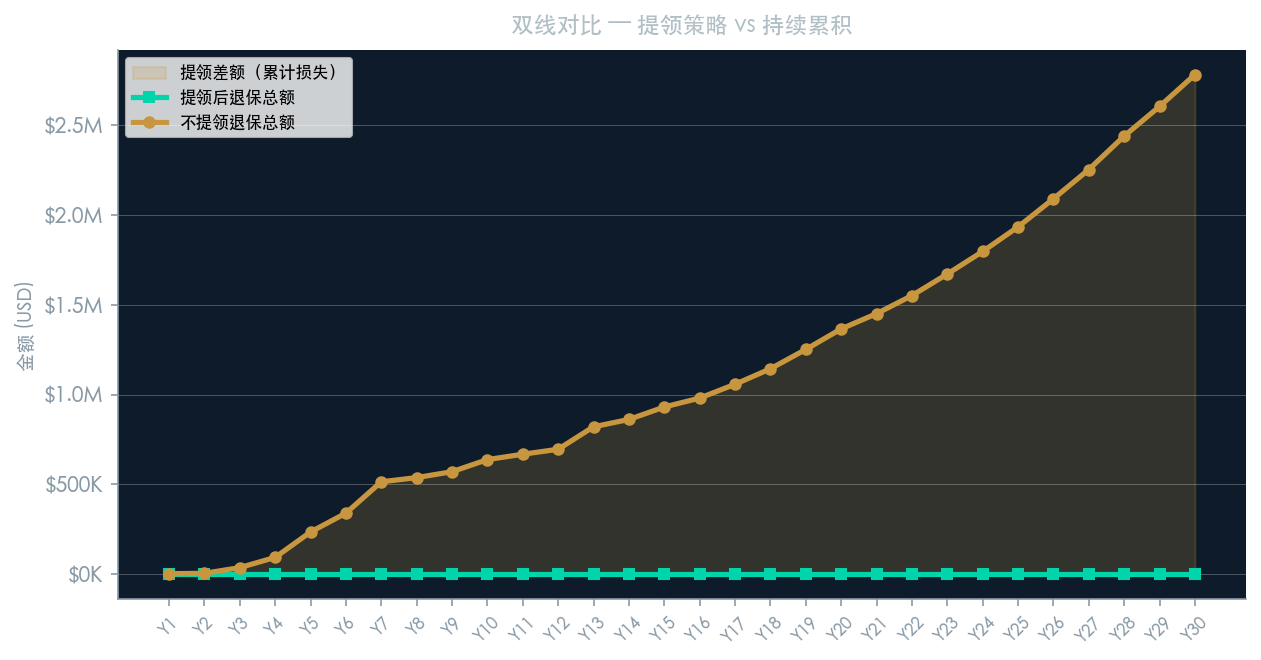 双线对比 — 提领策略 vs 持续累积
提领差额（累计损失）
提领后退保总额
不提领退保总额
金额 (USD)
$2.5M
$2.0M
$1.5M
$1.0M
$500K
$0K
Y1 Y2 Y3 Y4 Y5 Y6 Y7 Y8 Y9 Y10 Y11 Y12 Y13 Y14 Y15 Y16 Y17 Y18 Y19 Y20 Y21 Y22 Y23 Y24 Y25 Y26 Y27 Y28 Y29 Y30